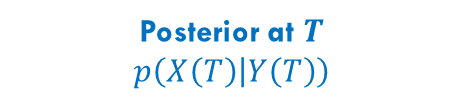 Posterior at 𝑻
𝑝(𝑋(𝑇)|𝑌(𝑇))